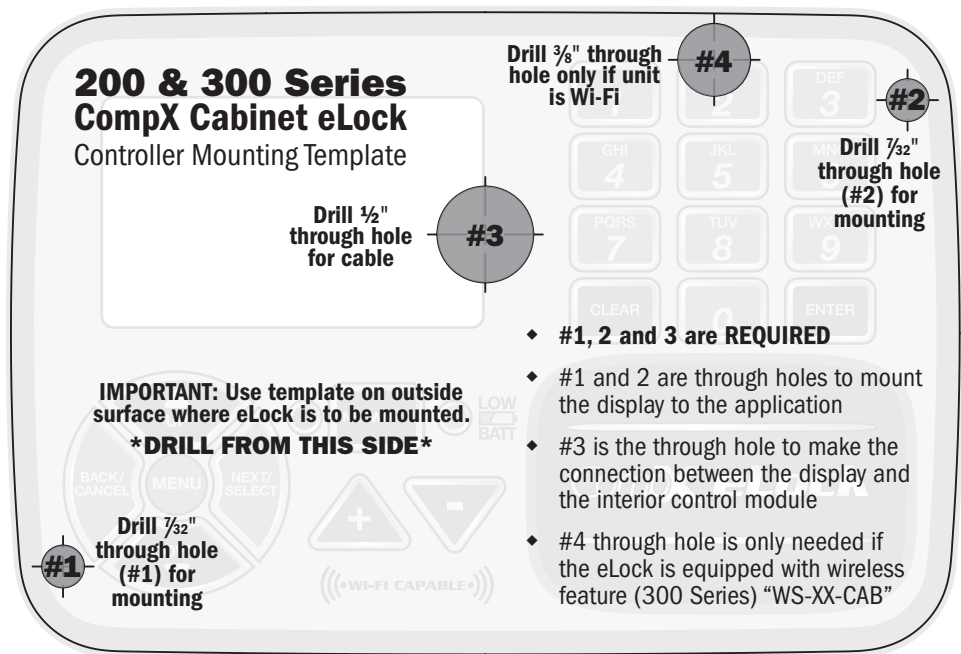 200 & 300 Series
CompX Cabinet eLock
Controller Mounting Template
Drill ⅜" through
hole only if unit
is Wi-Fi
#4
#2
Drill 7/32"
through hole
(#2) for
mounting
Drill ½"
through hole
for cable
#3
DEF
3
2
GHI
4
JKL
5
PQRS
7
TUV
8
9
CLEAR
0
ENTER
◆ #1, 2 and 3 are REQUIRED
◆ #1 and 2 are through holes to mount
the display to the application
◆ #3 is the through hole to make the
connection between the display and
the interior control module
◆ #4 through hole is only needed if
the eLock is equipped with wireless
feature (300 Series) “WS-XX-CAB”
IMPORTANT: Use template on outside
surface where eLock is to be mounted.
*DRILL FROM THIS SIDE*
LOW
BATT
BACK/
CANCEL
MENU
NEXT/
SELECT
+
-
Drill 7/32"
through hole
(#1) for
mounting
#1
WI-FI CAPABLE